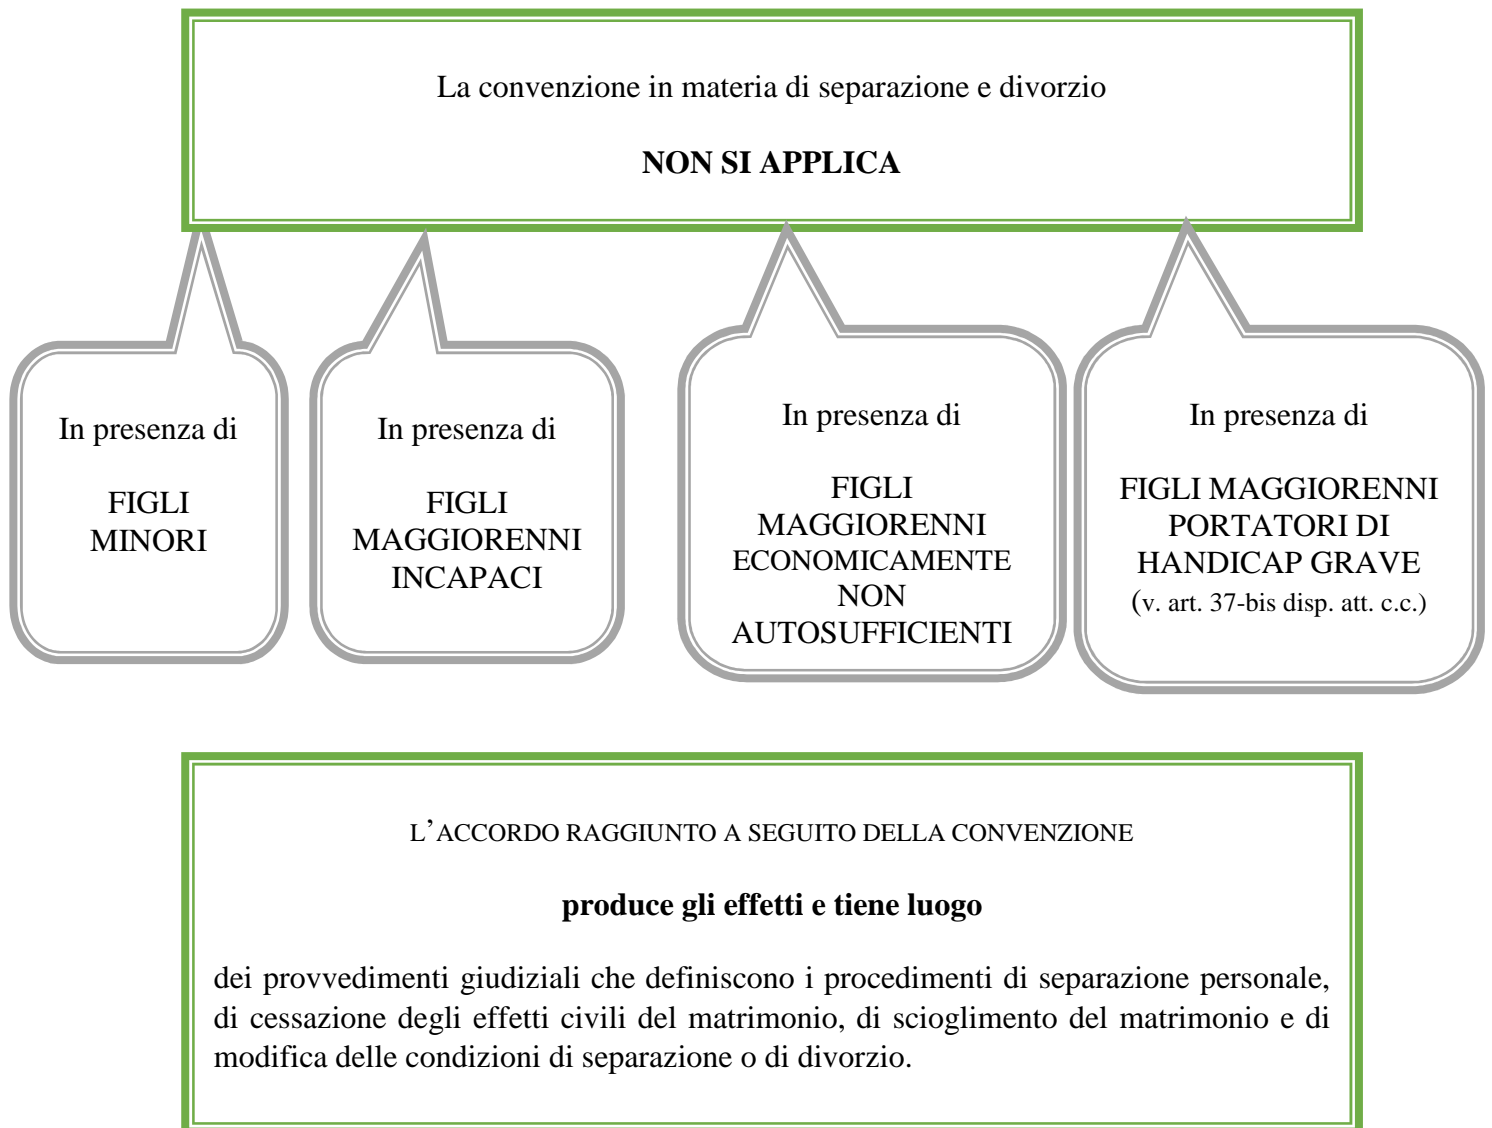 La convenzione in materia di separazione e divorzio
NON SI APPLICA
In presenza di
FIGLI
MINORI
In presenza di
FIGLI
MAGGIORENNI
INCAPACI
In presenza di
FIGLI
MAGGIORENNI
ECONOMICAMENTE
NON
AUTOSUFFICIENTI
In presenza di
FIGLI MAGGIORENNI
PORTATORI DI
HANDICAP GRAVE
(v. art. 37-bis disp. att. c.c.)
L'ACCORDO RAGGIUNTO A SEGUITO DELLA CONVENZIONE
produce gli effetti e tiene luogo
dei provvedimenti giudiziali che definiscono i procedimenti di separazione personale,
di cessazione degli effetti civili del matrimonio, di scioglimento del matrimonio e di
modifica delle condizioni di separazione o di divorzio.